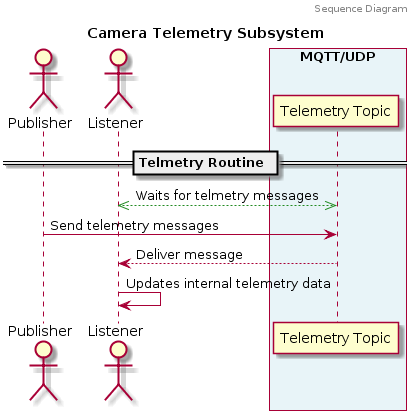 Sequence Diagram
Camera Telemetry Subsystem
MQTT/UDP
Publisher
Listener
Telemetry Topic
Telmetry Routine
Waits for telmetry messages
Send telemetry messages
Deliver message
Updates internal telemetry data
Publisher
Listener
Telemetry Topic